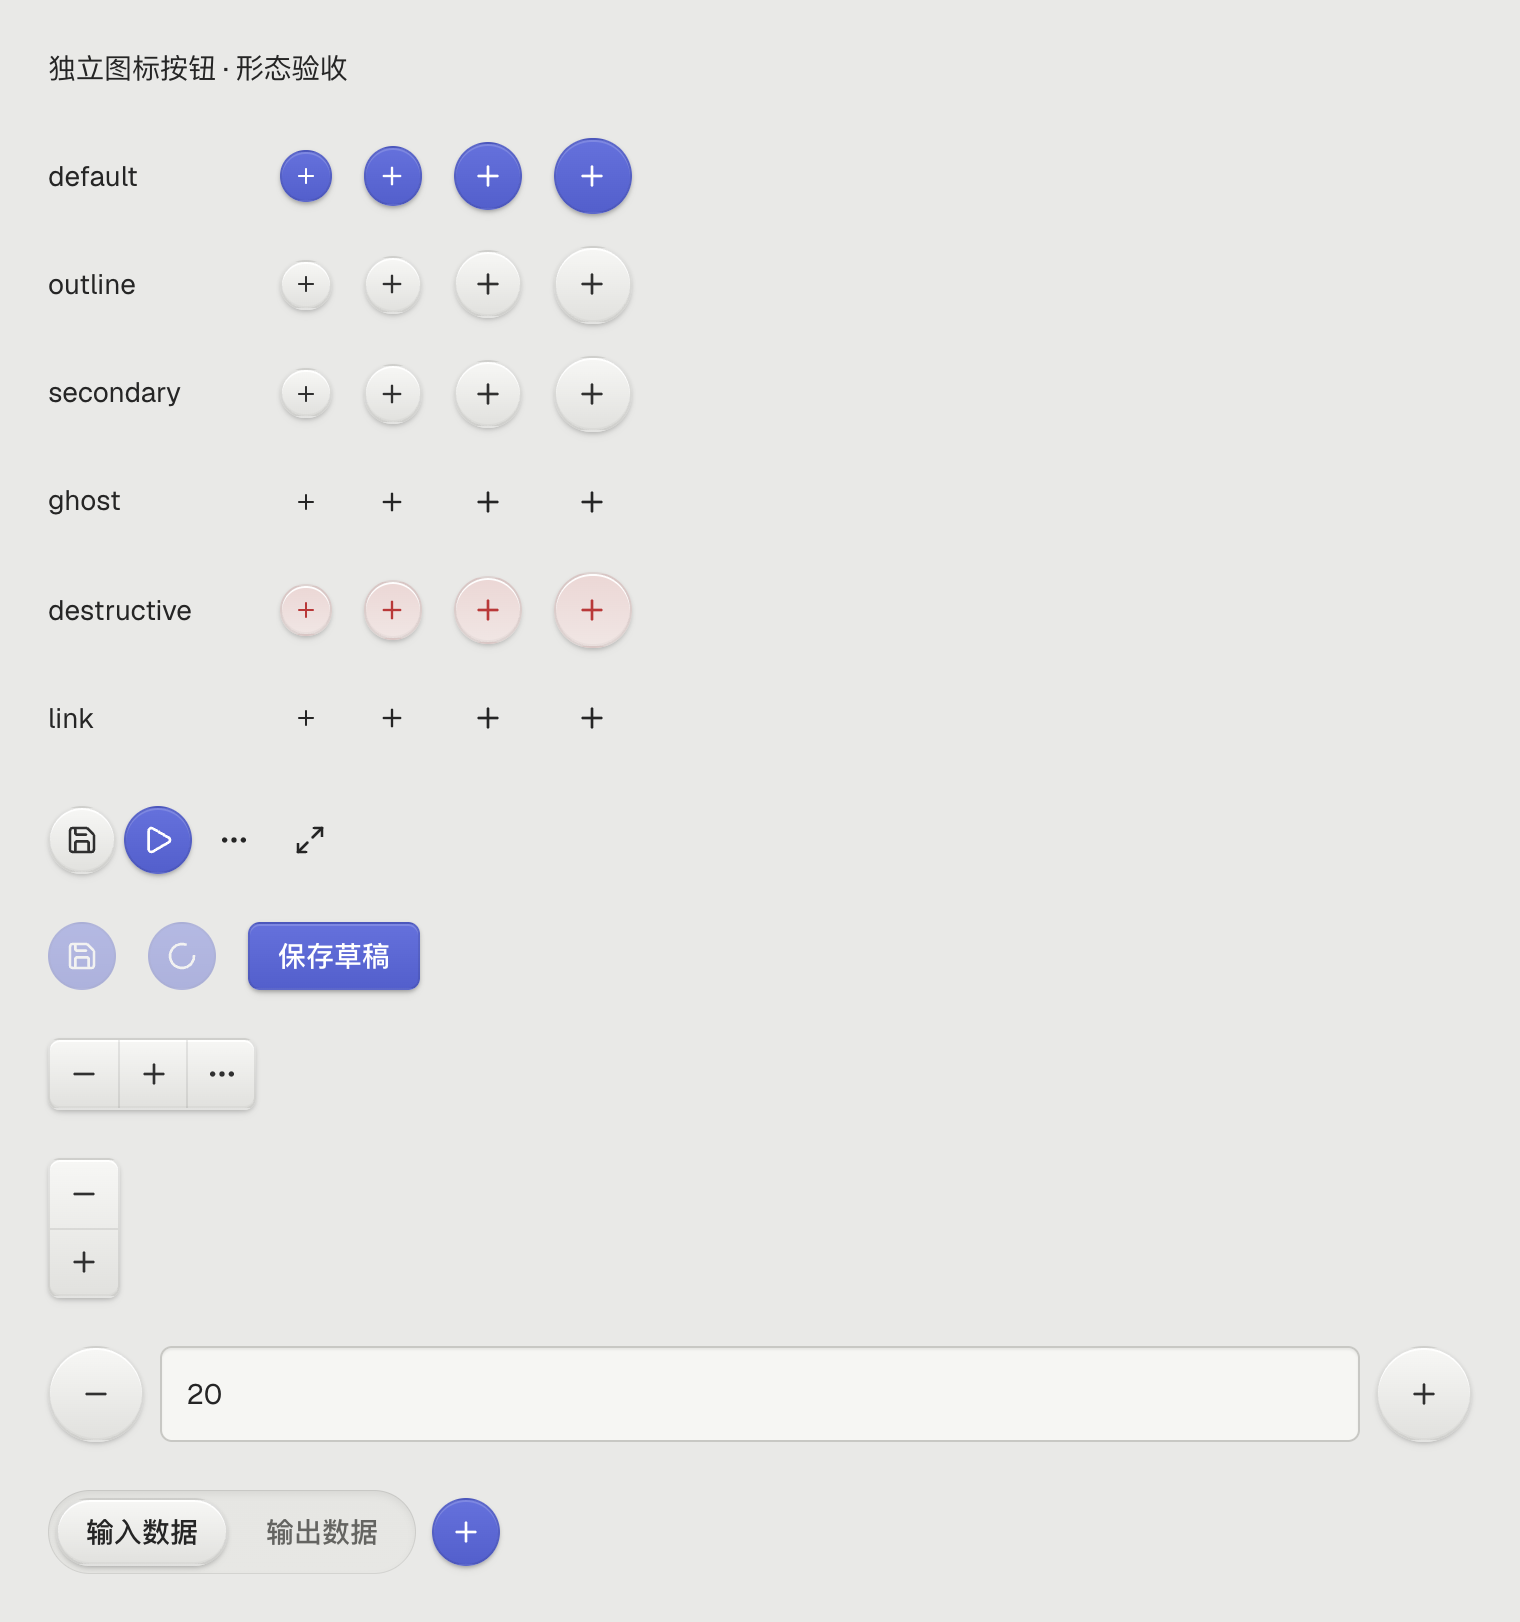 独立图标按钮 · 形态验收
default
outline
secondary
ghost
destructive
link
保存草稿
20
输入数据 输出数据